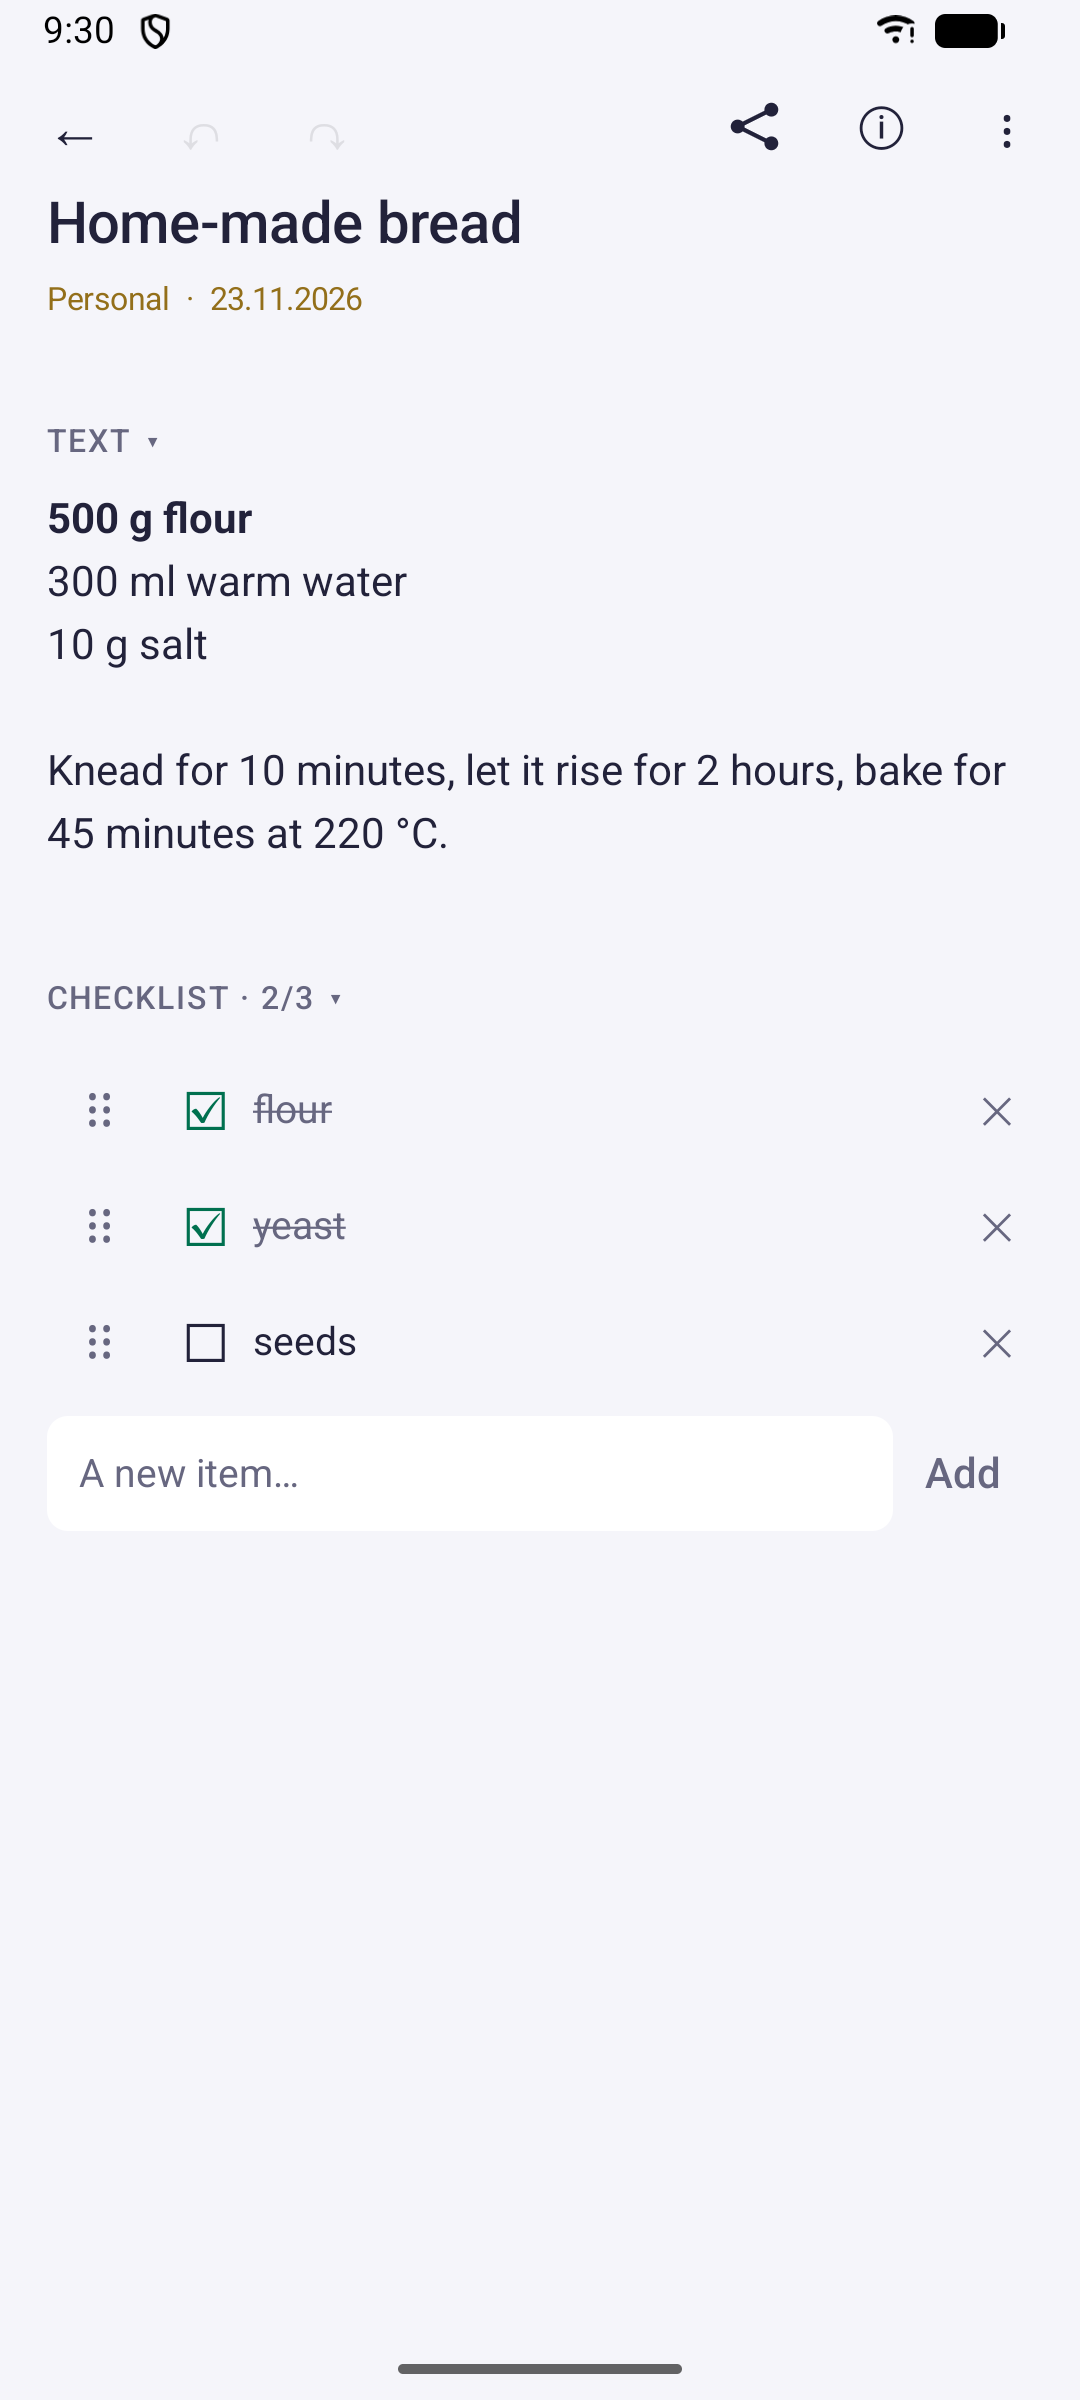 9:30
Home-made bread
Personal · 23.11.2026
TEXT ▾
500 g flour
300 ml warm water
10 g salt
Knead for 10 minutes, let it rise for 2 hours, bake for
45 minutes at 220 °C.
CHECKLIST · 2/3 ▾
flour
yeast
seeds
A new item…
Add